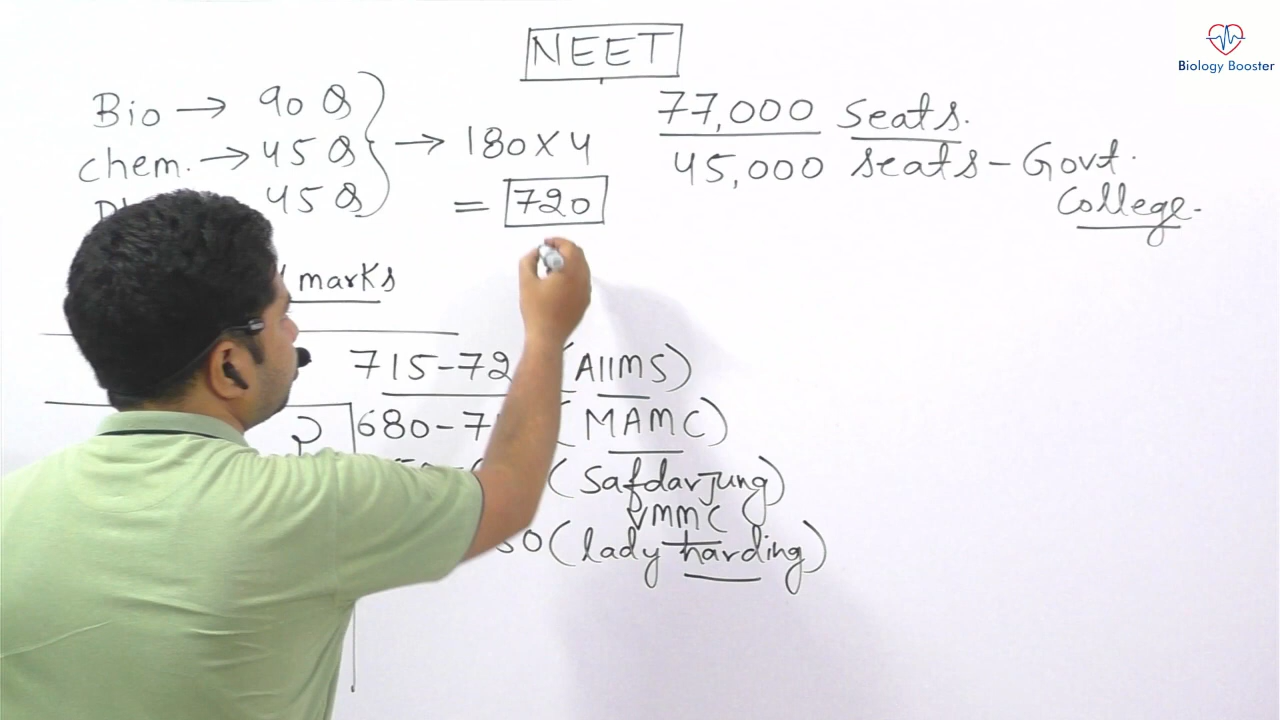 NEET
Biology Booster
Bio → 90 Q
chem. → 45 Q
45 Q
→ 180 X 4
= 720
77,000 seats.
45,000 seats - Govt.
College.
marks
715-72 (AIIMS)
680-7 (MAMC)
(Safdarjung)
VMMC
50 (lady harding)